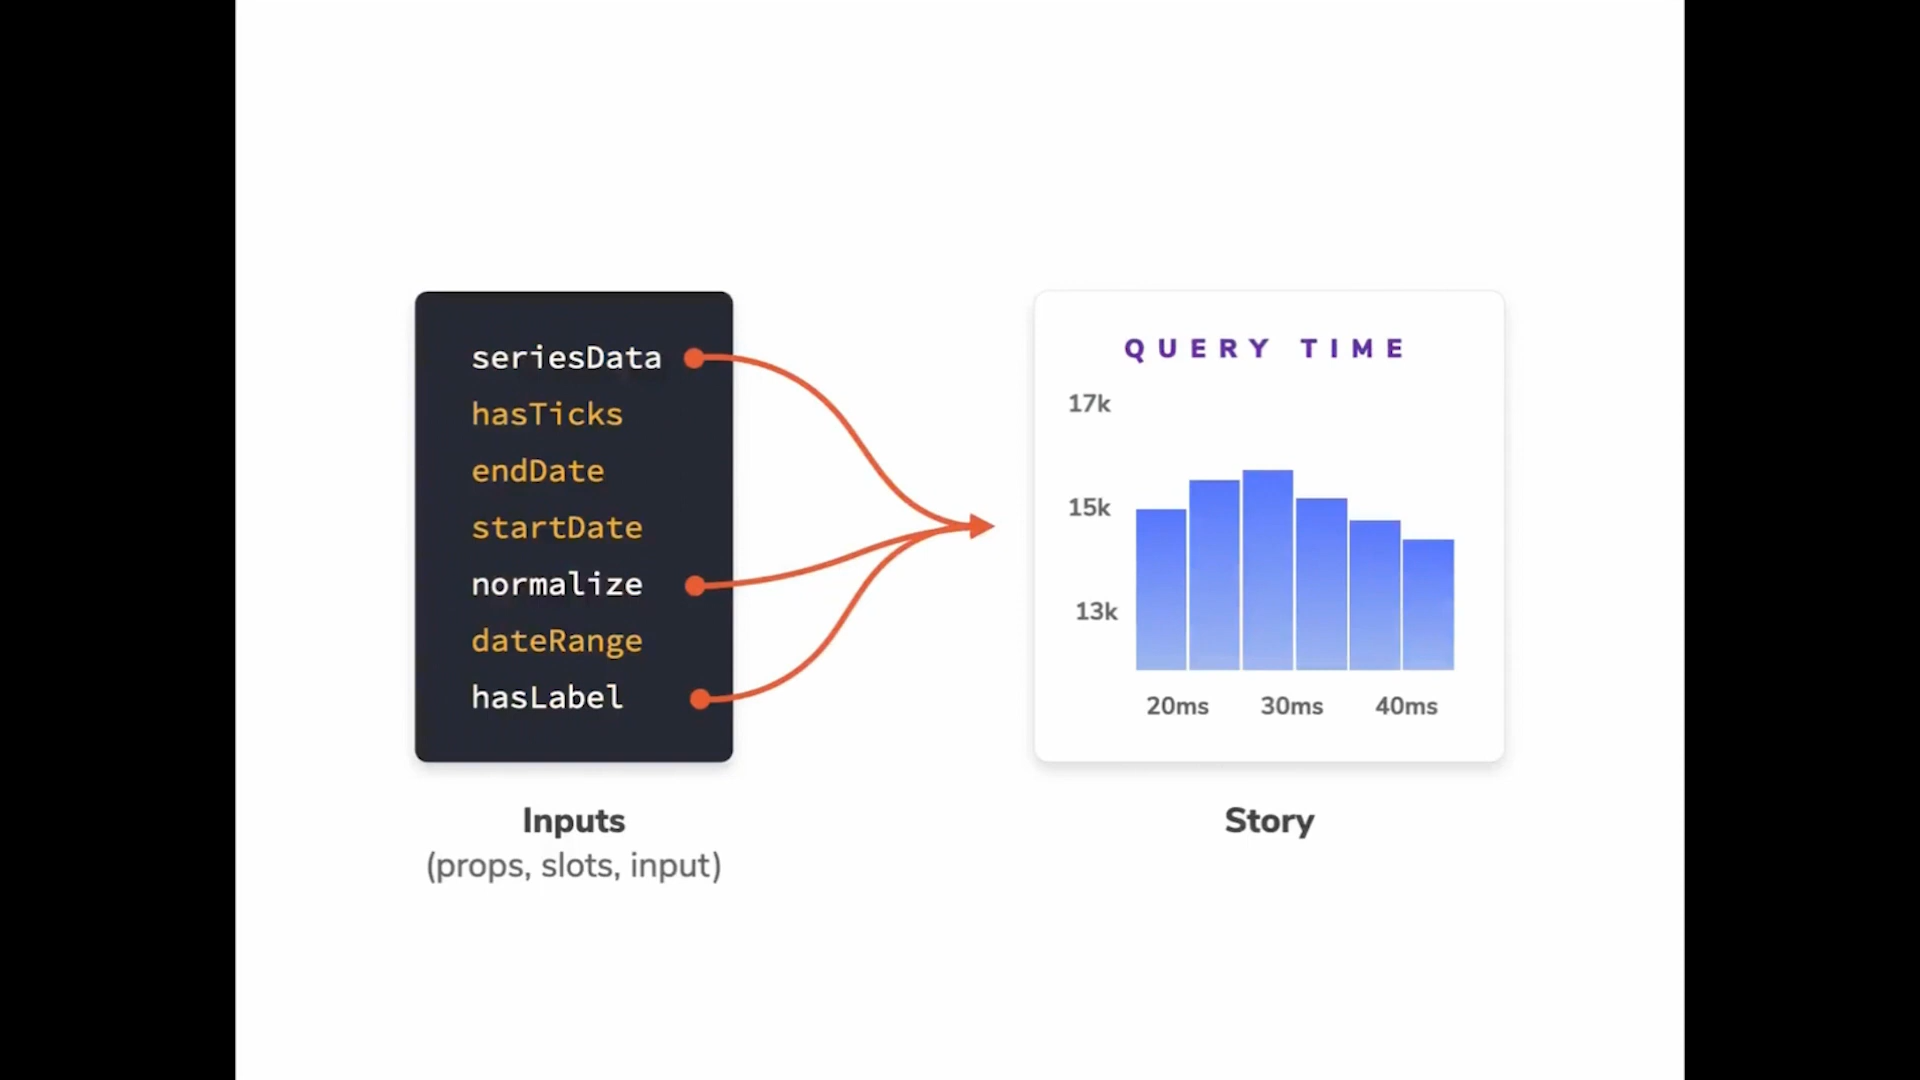 seriesData
hasTicks
endDate
startDate
normalize
dateRange
hasLabel
Inputs
(props, slots, input)
QUERY TIME
17k
15k
13k
20ms 30ms 40ms
Story